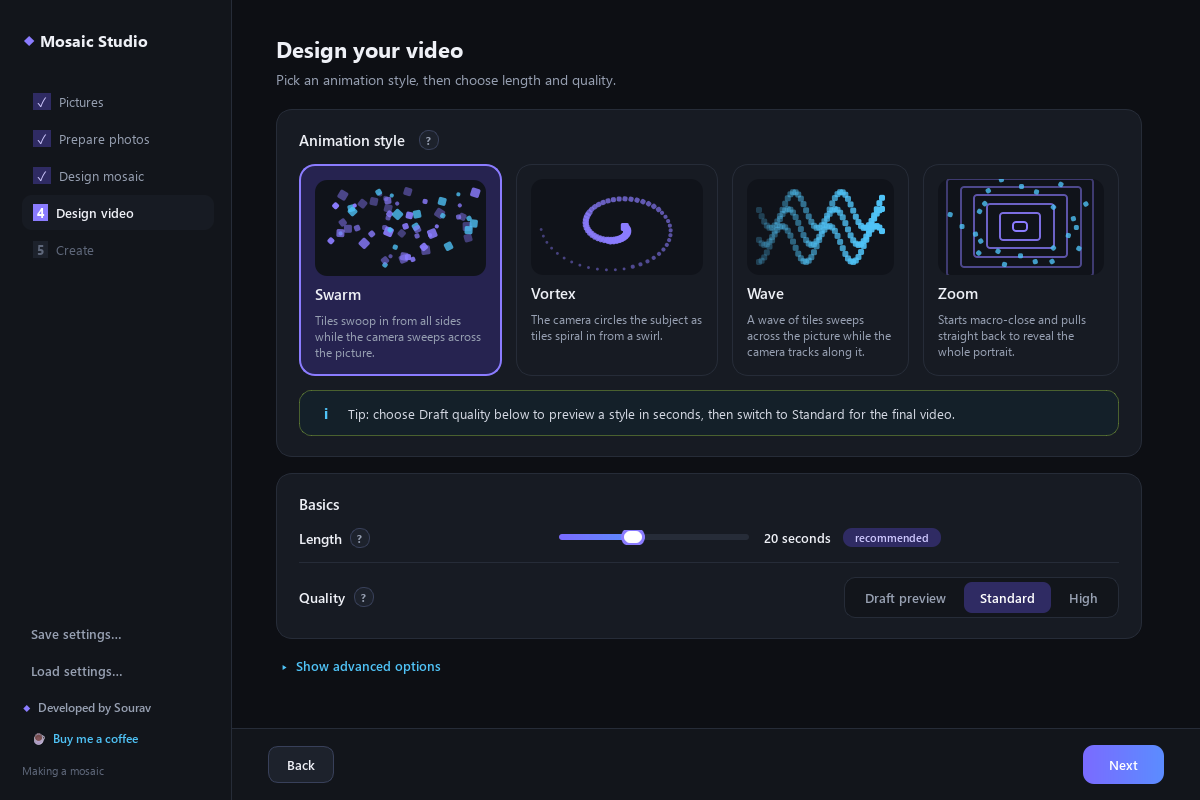 Mosaic Studio
✓ Pictures
✓ Prepare photos
✓ Design mosaic
4 Design video
5 Create
Save settings...
Load settings...
Developed by Sourav
Buy me a coffee
Making a mosaic
Design your video
Pick an animation style, then choose length and quality.
Animation style ?
Swarm
Tiles swoop in from all sides
while the camera sweeps across
the picture.
Vortex
The camera circles the subject as
tiles spiral in from a swirl.
Wave
A wave of tiles sweeps
across the picture while the
camera tracks along it.
Zoom
Starts macro-close and pulls
straight back to reveal the
whole portrait.
i Tip: choose Draft quality below to preview a style in seconds, then switch to Standard for the final video.
Basics
Length ? 20 seconds recommended
Quality ? Draft preview Standard High
Show advanced options
Back Next